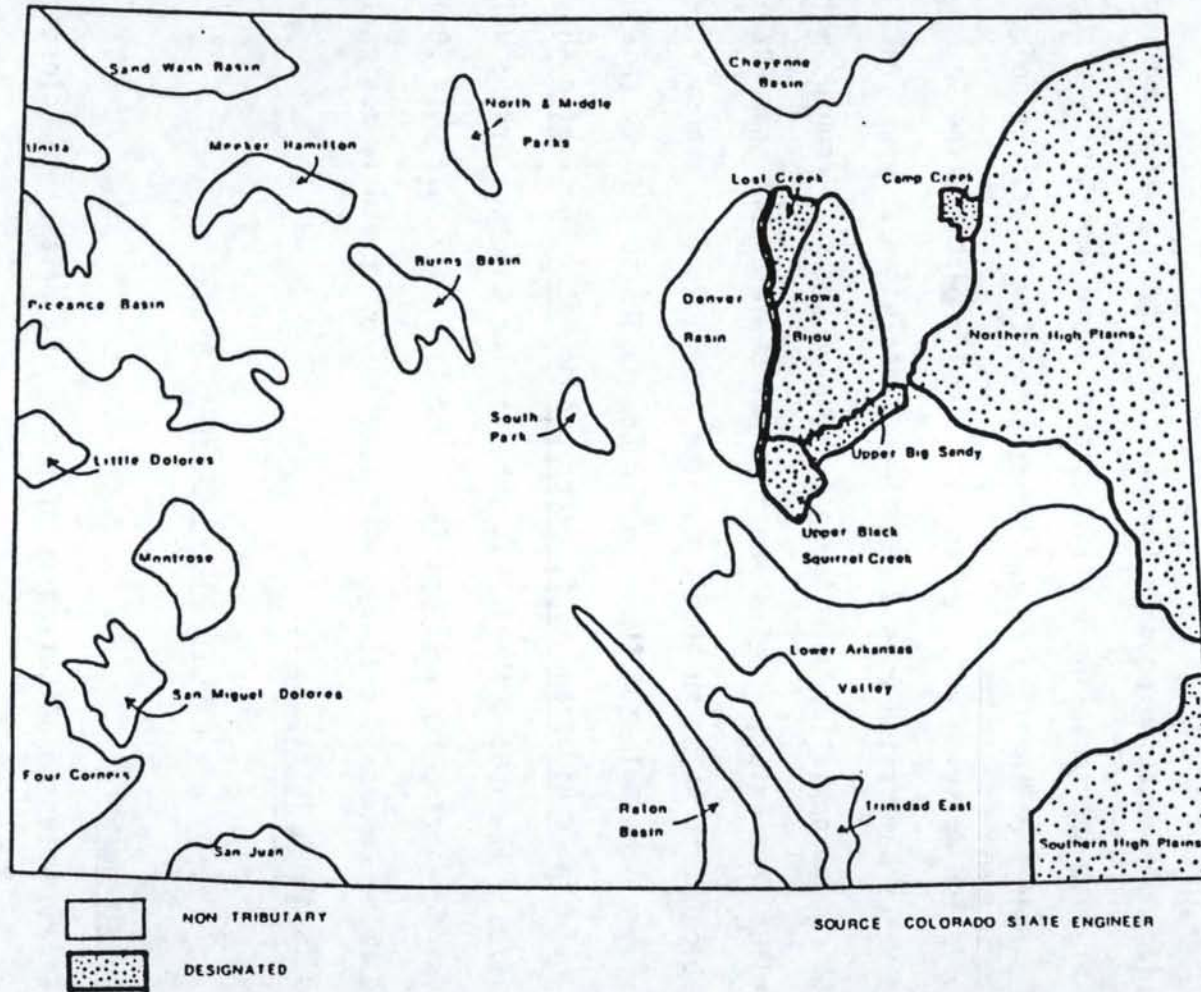 Sand Wash Basin
Cheyenne
Basin
North & Middle
Parks
Unita
Meeker Hamilton
Lost Creek
Camp Creek
Burns Basin
Piceance Basin
Denver
Basin
Kiowa
Bijou
Northern High Plains
South
Park
Little Dolores
Upper Big Sandy
Upper Black
Squirrel Creek
Montrose
Lower Arkansas
Valley
San Miguel Dolores
Four Corners
Raton
Basin
Trinidad East
San Juan
Southern High Plains
NON TRIBUTARY
SOURCE COLORADO STATE ENGINEER
DESIGNATED